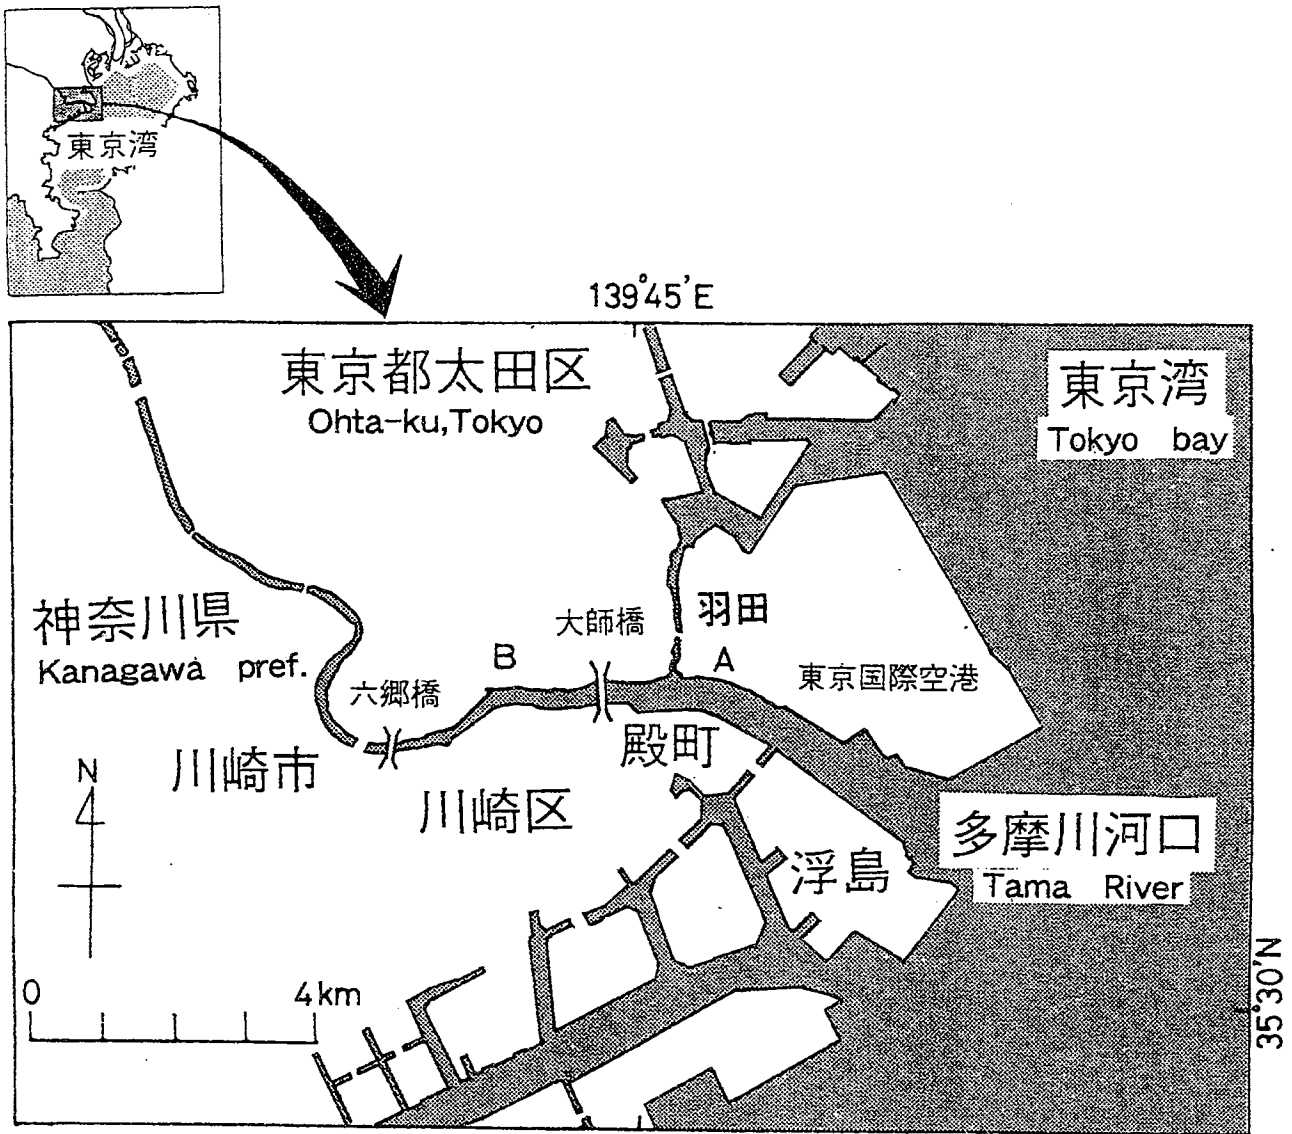 東京湾
139°45'E
東京都太田区
Ohta-ku,Tokyo
東京湾
Tokyo bay
神奈川県
Kanagawa pref.
大師橋
羽田
B
A
六郷橋
東京国際空港
川崎市
殿町
N
川崎区
浮島
多摩川河口
Tama River
0
4km
35°30'N